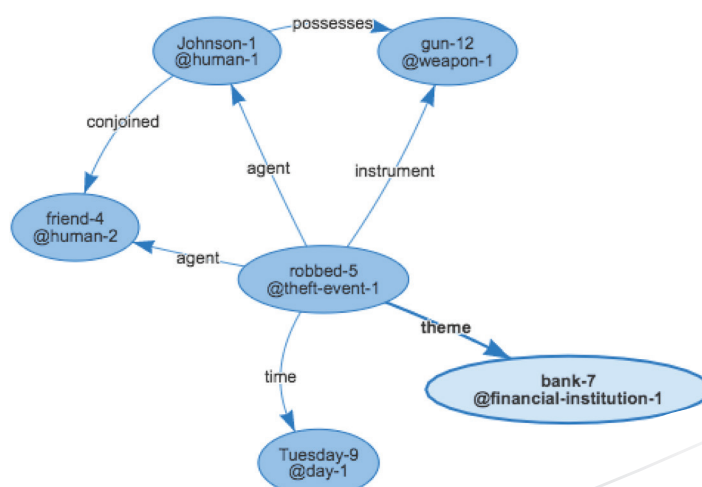 possesses
Johnson-1
@human-1
gun-12
@weapon-1
conjoined
agent
instrument
friend-4
@human-2
agent
robbed-5
@theft-event-1
theme
time
bank-7
@financial-institution-1
Tuesday-9
@day-1